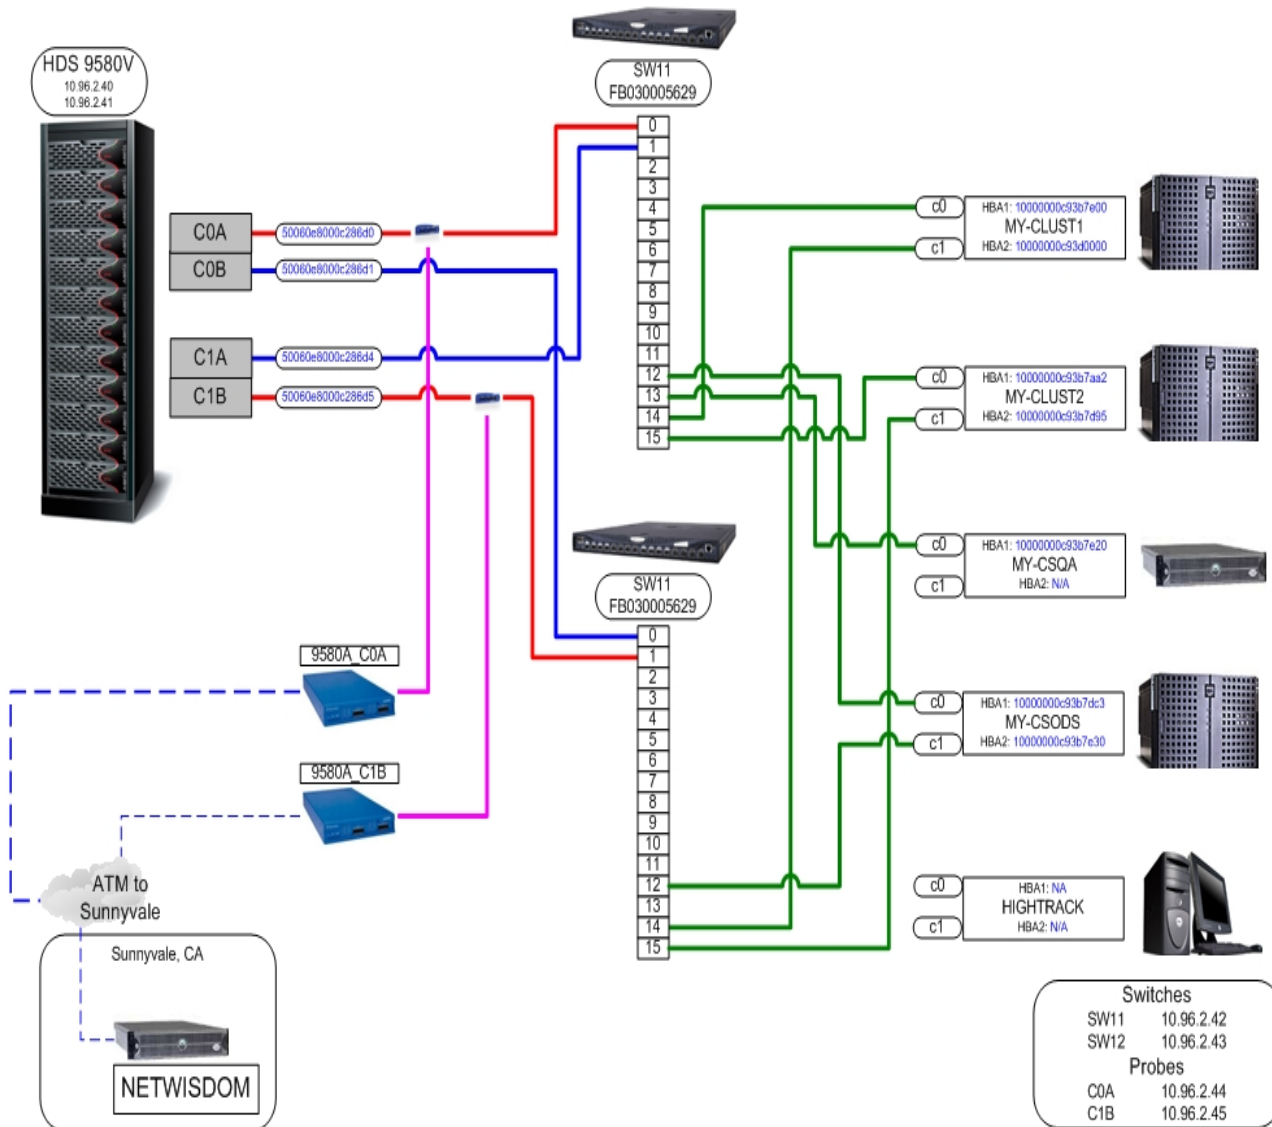 HDS 9580V
10.96.2.40
10.96.2.41
SW11
FB030005629
0
1
2
3
4
5
6
7
8
9
10
11
12
13
14
15
C0A
50060e8000c286d0
C0B
50060e8000c286d1
C1A
50060e8000c286d4
C1B
50060e8000c286d5
c0
c1
HBA1: 10000000c93b7e00
MY-CLUST1
HBA2: 10000000c93d0000
c0
c1
HBA1: 10000000c93b7aa2
MY-CLUST2
HBA2: 10000000c93b7d95
c0
c1
HBA1: 10000000c93b7e20
MY-CSQA
HBA2: N/A
c0
c1
HBA1: 10000000c93b7dc3
MY-CSODS
HBA2: 10000000c93b7e30
c0
c1
HBA1: NA
HIGHTRACK
HBA2: N/A
SW11
FB030005629
0
1
2
3
4
5
6
7
8
9
10
11
12
13
14
15
9580A_C0A
9580A_C1B
ATM to
Sunnyvale
Sunnyvale, CA
NETWISDOM
Switches
SW11 10.96.2.42
SW12 10.96.2.43
Probes
C0A 10.96.2.44
C1B 10.96.2.45